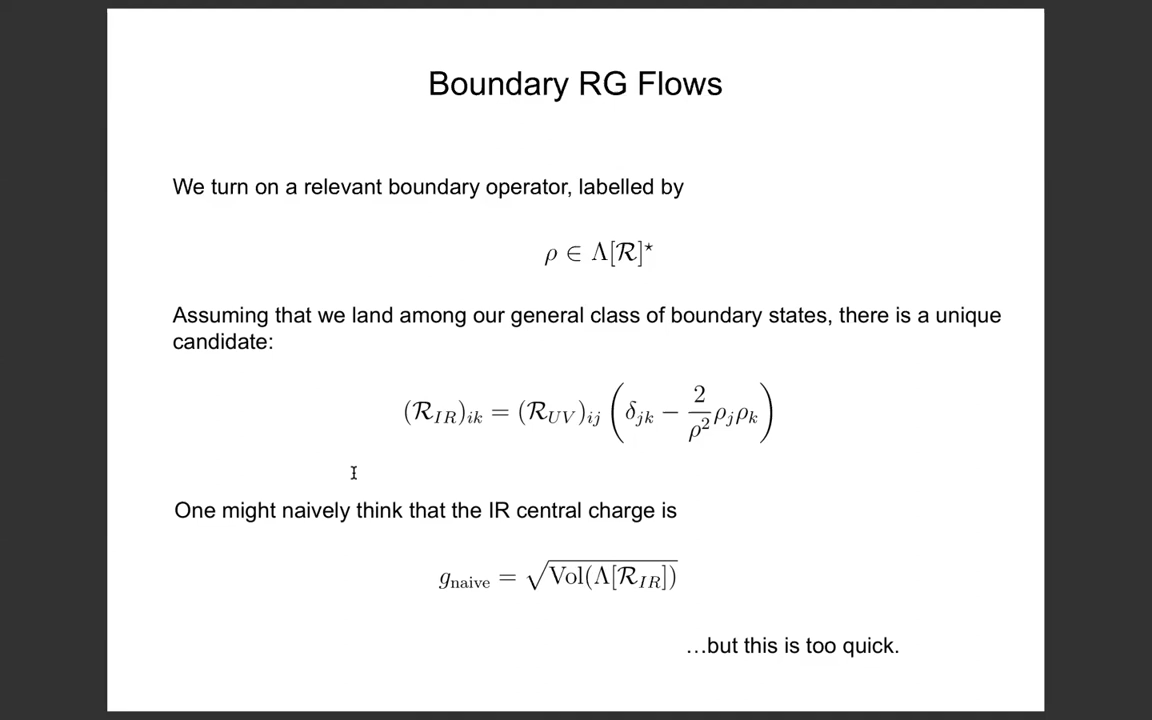 Boundary RG Flows
We turn on a relevant boundary operator, labelled by
ρ ∈ Λ[ℛ]⋆
Assuming that we land among our general class of boundary states, there is a unique
candidate:
(ℛ_{IR})_{ik} = (ℛ_{UV})_{ij} (δ_{jk} − \frac{2}{ρ^2} ρ_j ρ_k)
One might naively think that the IR central charge is
g_{naive} = √(Vol(Λ[ℛ_{IR}]))
…but this is too quick.